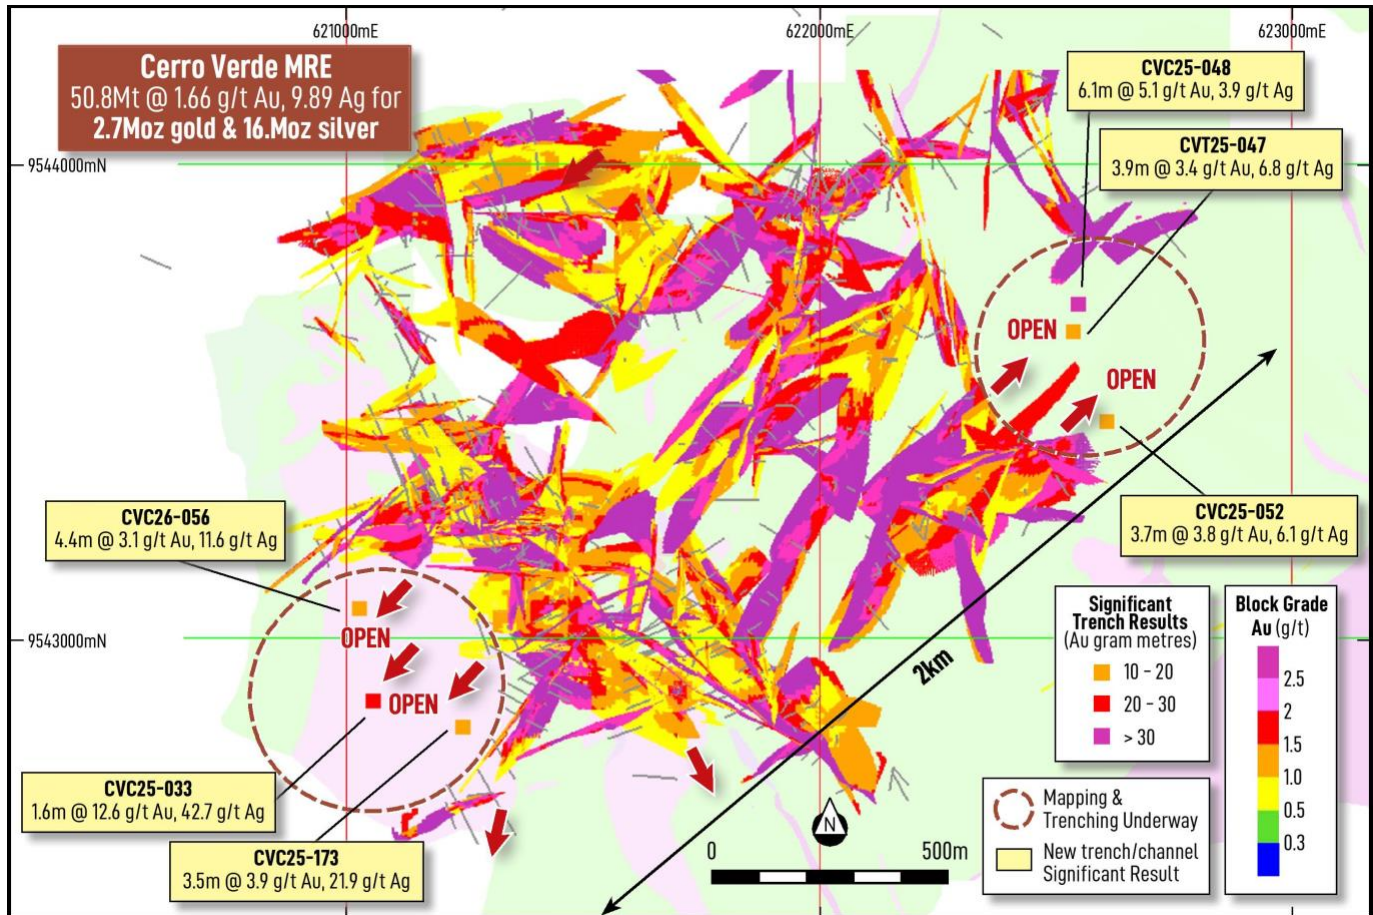 621000mE
622000mE
623000mE
Cerro Verde MRE
50.8Mt @ 1.66 g/t Au, 9.89 Ag for
2.7Moz gold & 16.Moz silver
CVC25-048
6.1m @ 5.1 g/t Au, 3.9 g/t Ag
CVT25-047
3.9m @ 3.4 g/t Au, 6.8 g/t Ag
9544000mN
OPEN
OPEN
CVC25-052
3.7m @ 3.8 g/t Au, 6.1 g/t Ag
CVC26-056
4.4m @ 3.1 g/t Au, 11.6 g/t Ag
OPEN
9543000mN
OPEN
2km
CVC25-033
1.6m @ 12.6 g/t Au, 42.7 g/t Ag
CVC25-173
3.5m @ 3.9 g/t Au, 21.9 g/t Ag
N
0 500m
Significant
Trench Results
(Au gram metres)
10 - 20
20 - 30
> 30
Block Grade
Au (g/t)
2.5
2
1.5
1.0
0.5
0.3
Mapping &
Trenching Underway
New trench/channel
Significant Result